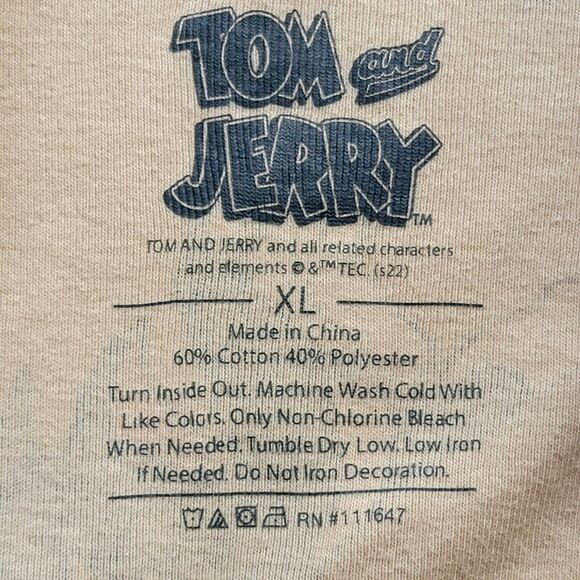 TOM and
JERRY TM
TOM AND JERRY and all related characters
and elements © & TM TEC. (s22)
XL
Made in China
60% Cotton 40% Polyester
Turn Inside Out. Machine Wash Cold With
Like Colors. Only Non-Chlorine Bleach
When Needed. Tumble Dry Low. Low Iron
If Needed. Do Not Iron Decoration.
RN #111647